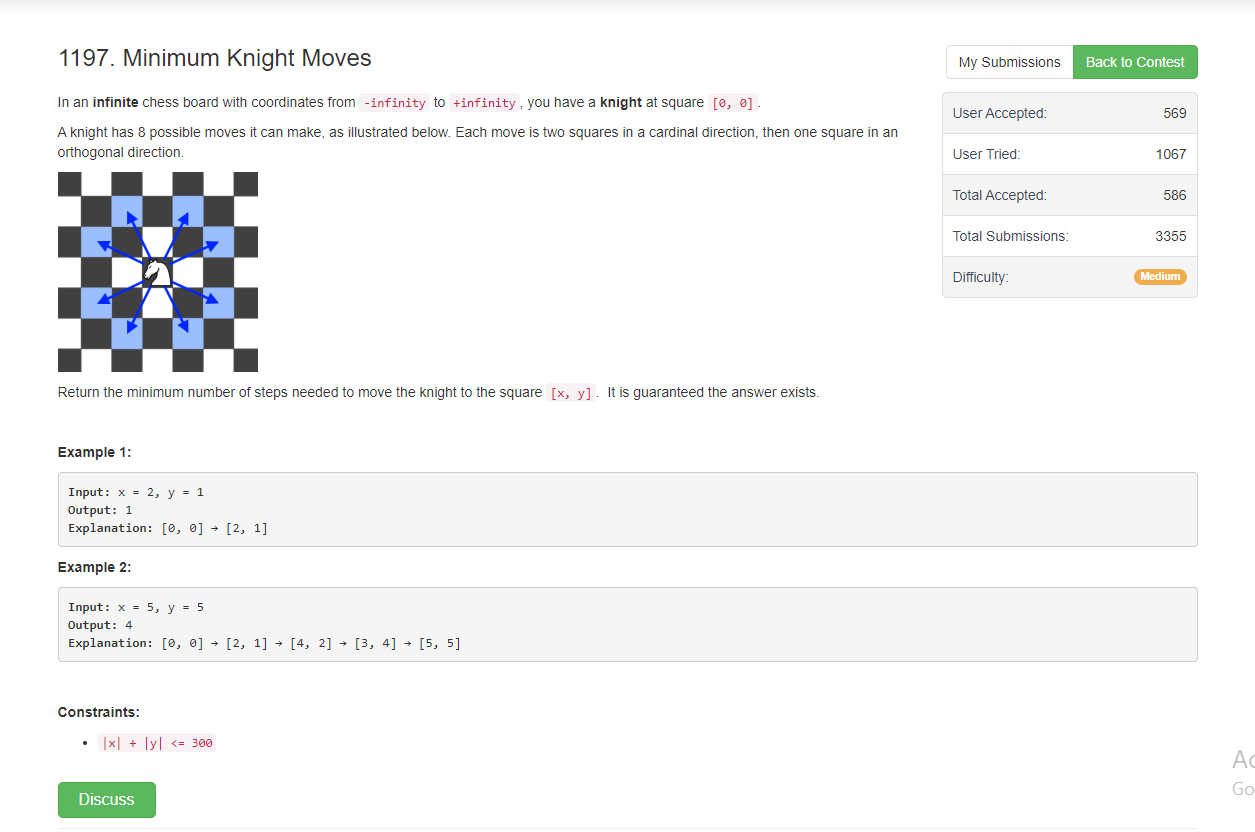 1197. Minimum Knight Moves
My Submissions
Back to Contest
In an infinite chess board with coordinates from -infinity to +infinity, you have a knight at square [0, 0].
A knight has 8 possible moves it can make, as illustrated below. Each move is two squares in a cardinal direction, then one square in an
orthogonal direction.
User Accepted: 569
User Tried: 1067
Total Accepted: 586
Total Submissions: 3355
Difficulty: Medium
Return the minimum number of steps needed to move the knight to the square [x, y]. It is guaranteed the answer exists.
Example 1:
Input: x = 2, y = 1
Output: 1
Explanation: [0, 0] → [2, 1]
Example 2:
Input: x = 5, y = 5
Output: 4
Explanation: [0, 0] → [2, 1] → [4, 2] → [3, 4] → [5, 5]
Constraints:
• |x| + |y| <= 300
Discuss
Go